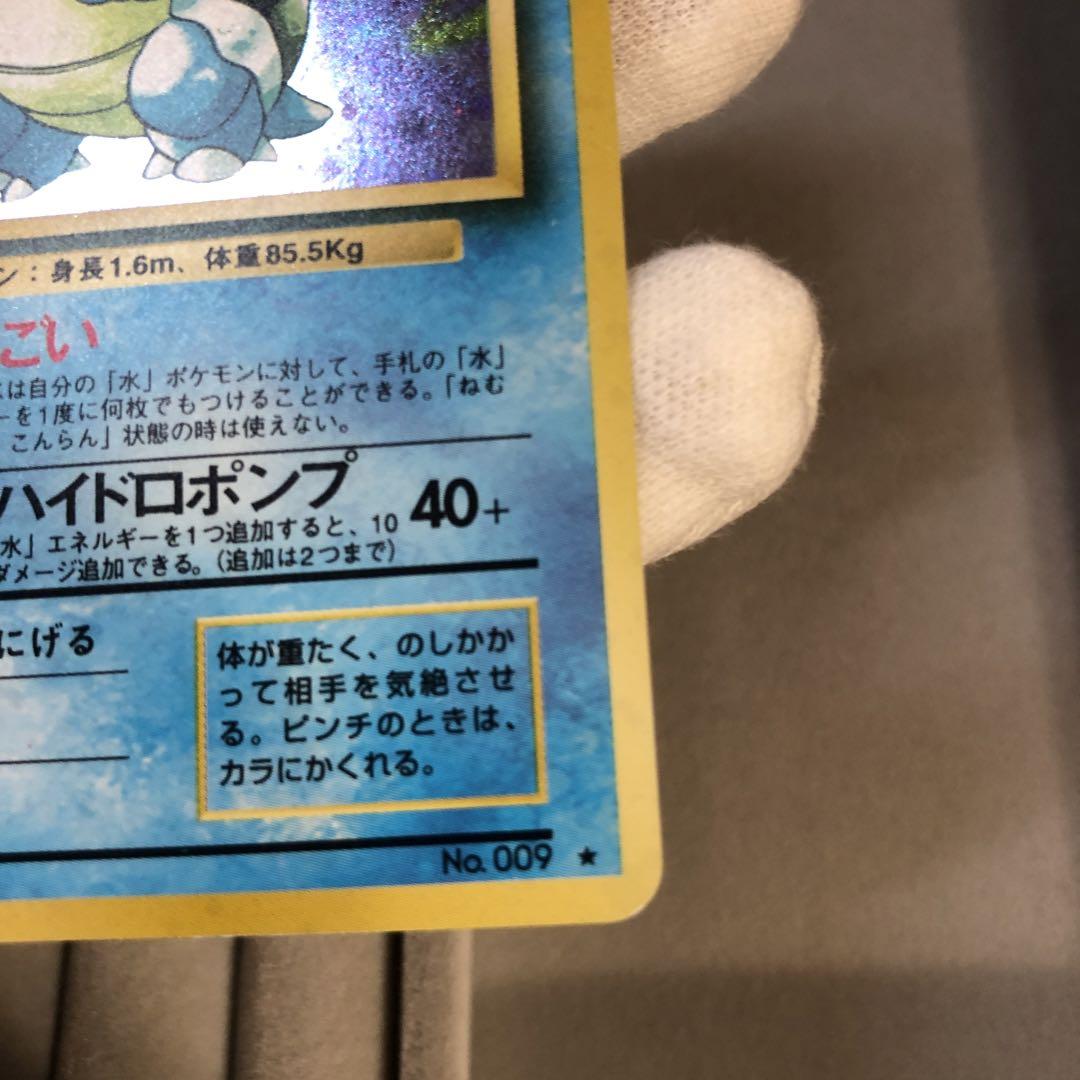 ン：身長1.6m、体重85.5Kg
ごい
は自分の「水」ポケモンに対して、手札の「水」
ーを1度に何枚でもつけることができる。「ねむ
こんらん」状態の時は使えない。
ハイドロポンプ 40+
水」エネルギーを1つ追加すると、10
ダメージ追加できる。（追加は2つまで）
にげる
体が重たく、のしかか
って相手を気絶させ
る。ピンチのときは、
カラにかくれる。
No.009 ★